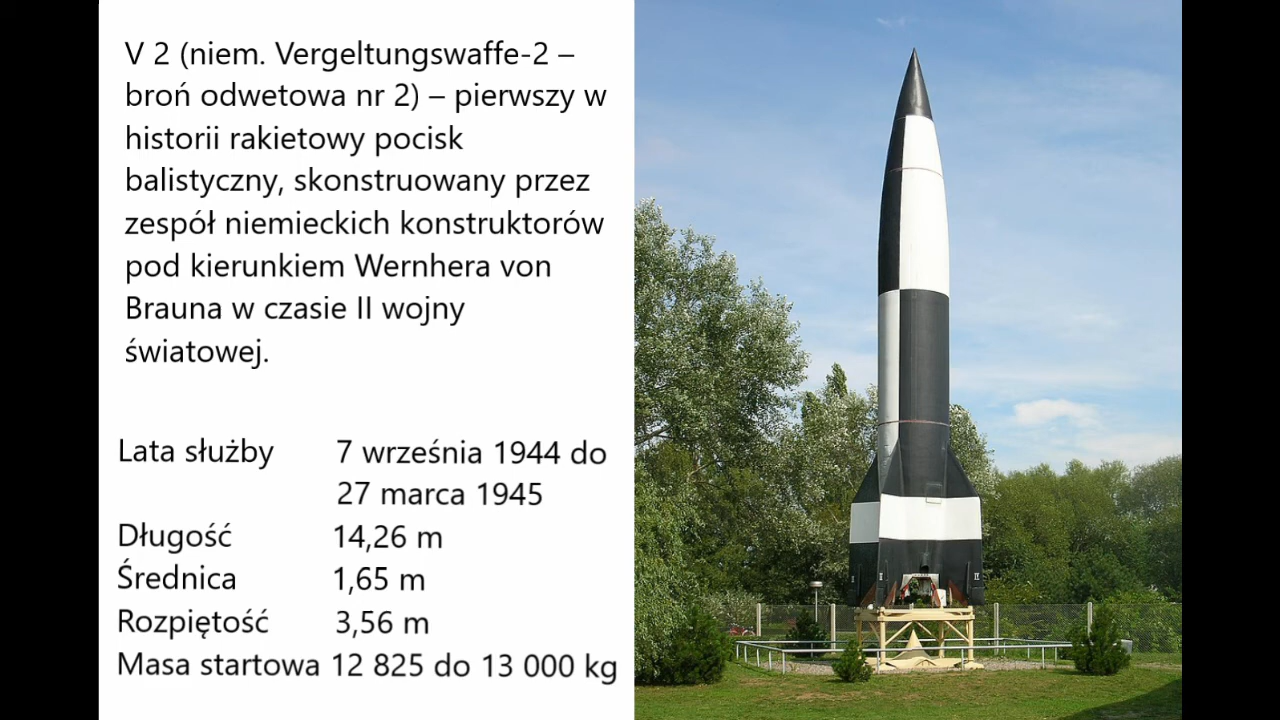 V 2 (niem. Vergeltungswaffe-2 –
broń odwetowa nr 2) – pierwszy w
historii rakietowy pocisk
balistyczny, skonstruowany przez
zespół niemieckich konstruktorów
pod kierunkiem Wernhera von
Brauna w czasie II wojny
światowej.
Lata służby 7 września 1944 do
27 marca 1945
Długość 14,26 m
Średnica 1,65 m
Rozpiętość 3,56 m
Masa startowa 12 825 do 13 000 kg